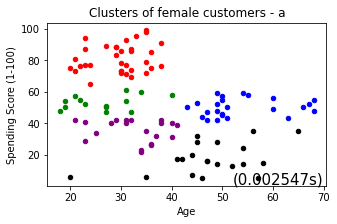 Clusters of female customers - a
Spending Score (1-100)
100
80
60
40
20
(0.002547s)
20
30
40
50
60
70
Age